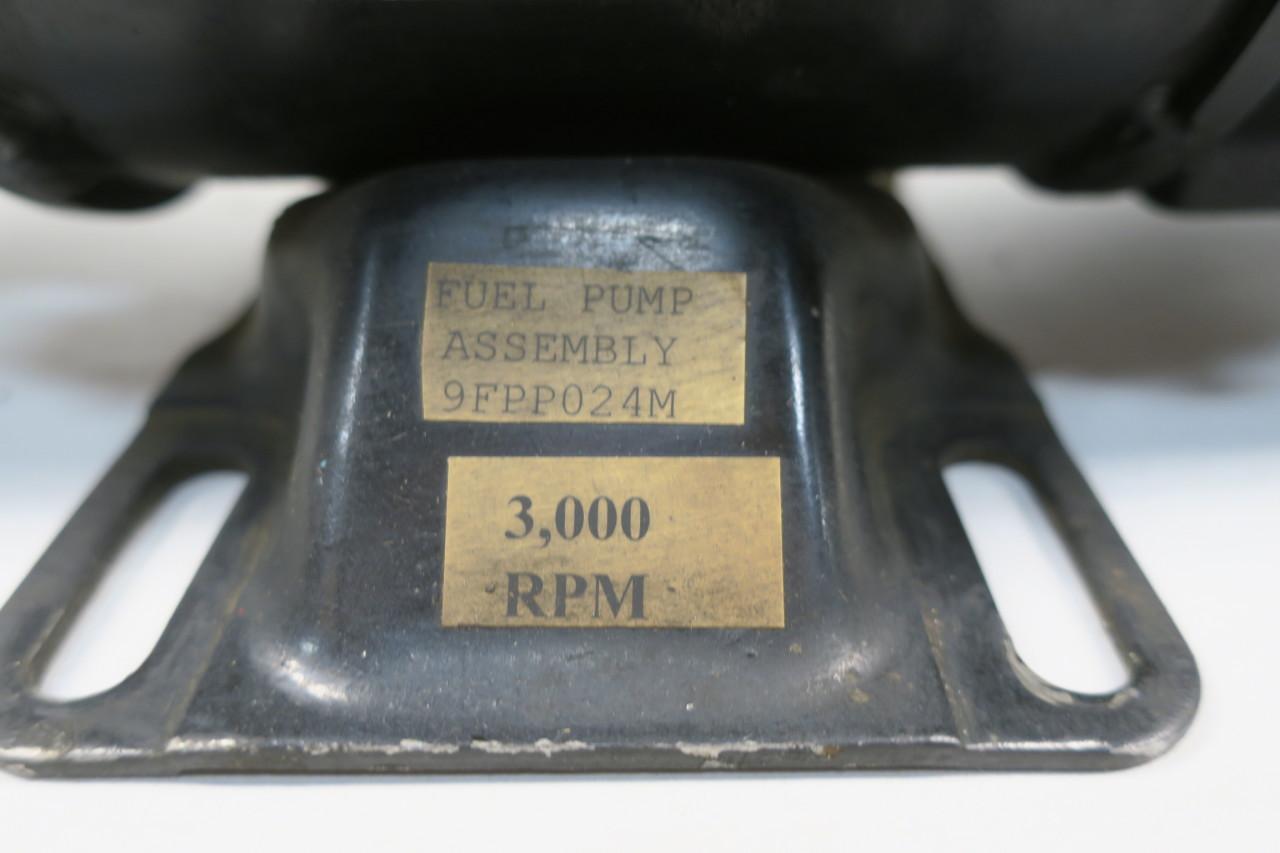 FUEL PUMP
ASSEMBLY
9FPP024M
3,000
RPM